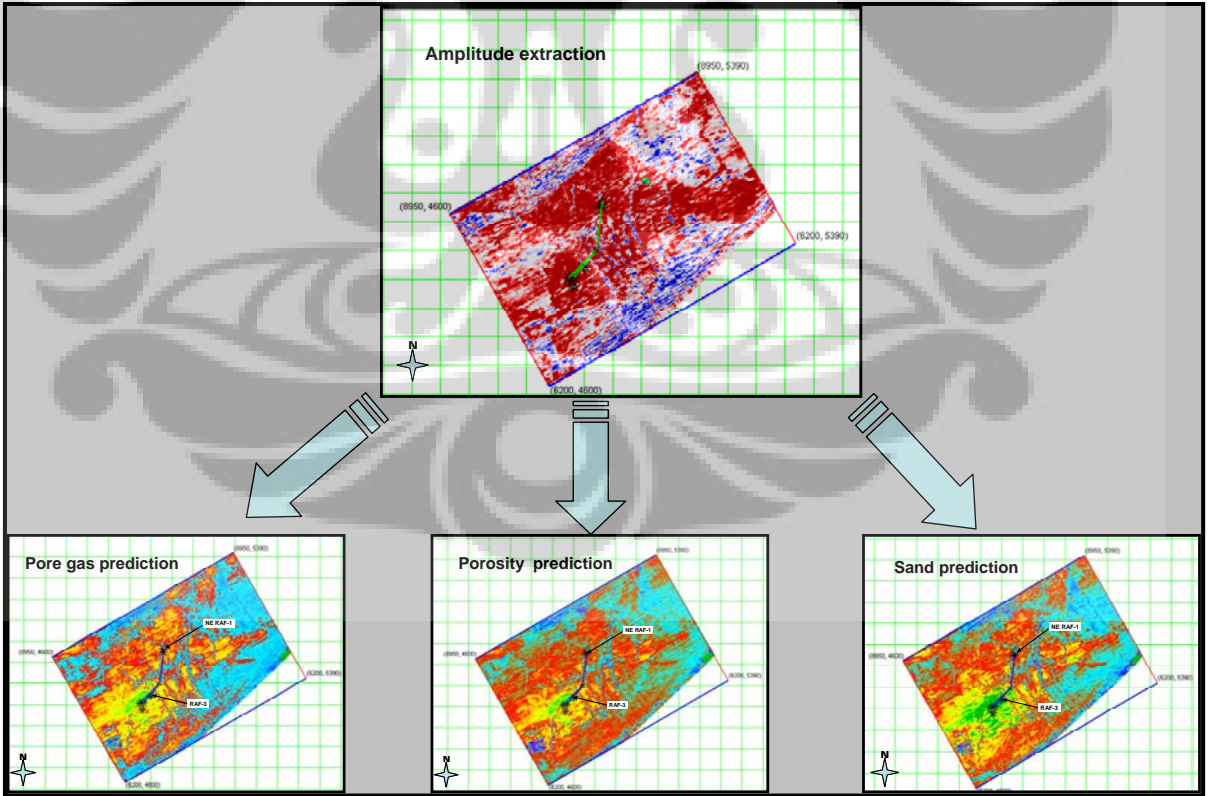 Amplitude extraction
(8950, 5390)
(8950, 4600)
(6200, 5390)
N
(6200, 4600)
Pore gas prediction
(8950, 5390)
NE RAF-1
(8950, 4600)
(6200, 5390)
RAF-3
N
(6200, 4600)
Porosity prediction
(8950, 5390)
NE RAF-1
(8950, 4600)
(6200, 5390)
RAF-3
N
(6200, 4600)
Sand prediction
(8950, 5390)
NE RAF-1
(8950, 4600)
(6200, 5390)
RAF-3
N
(6200, 4600)